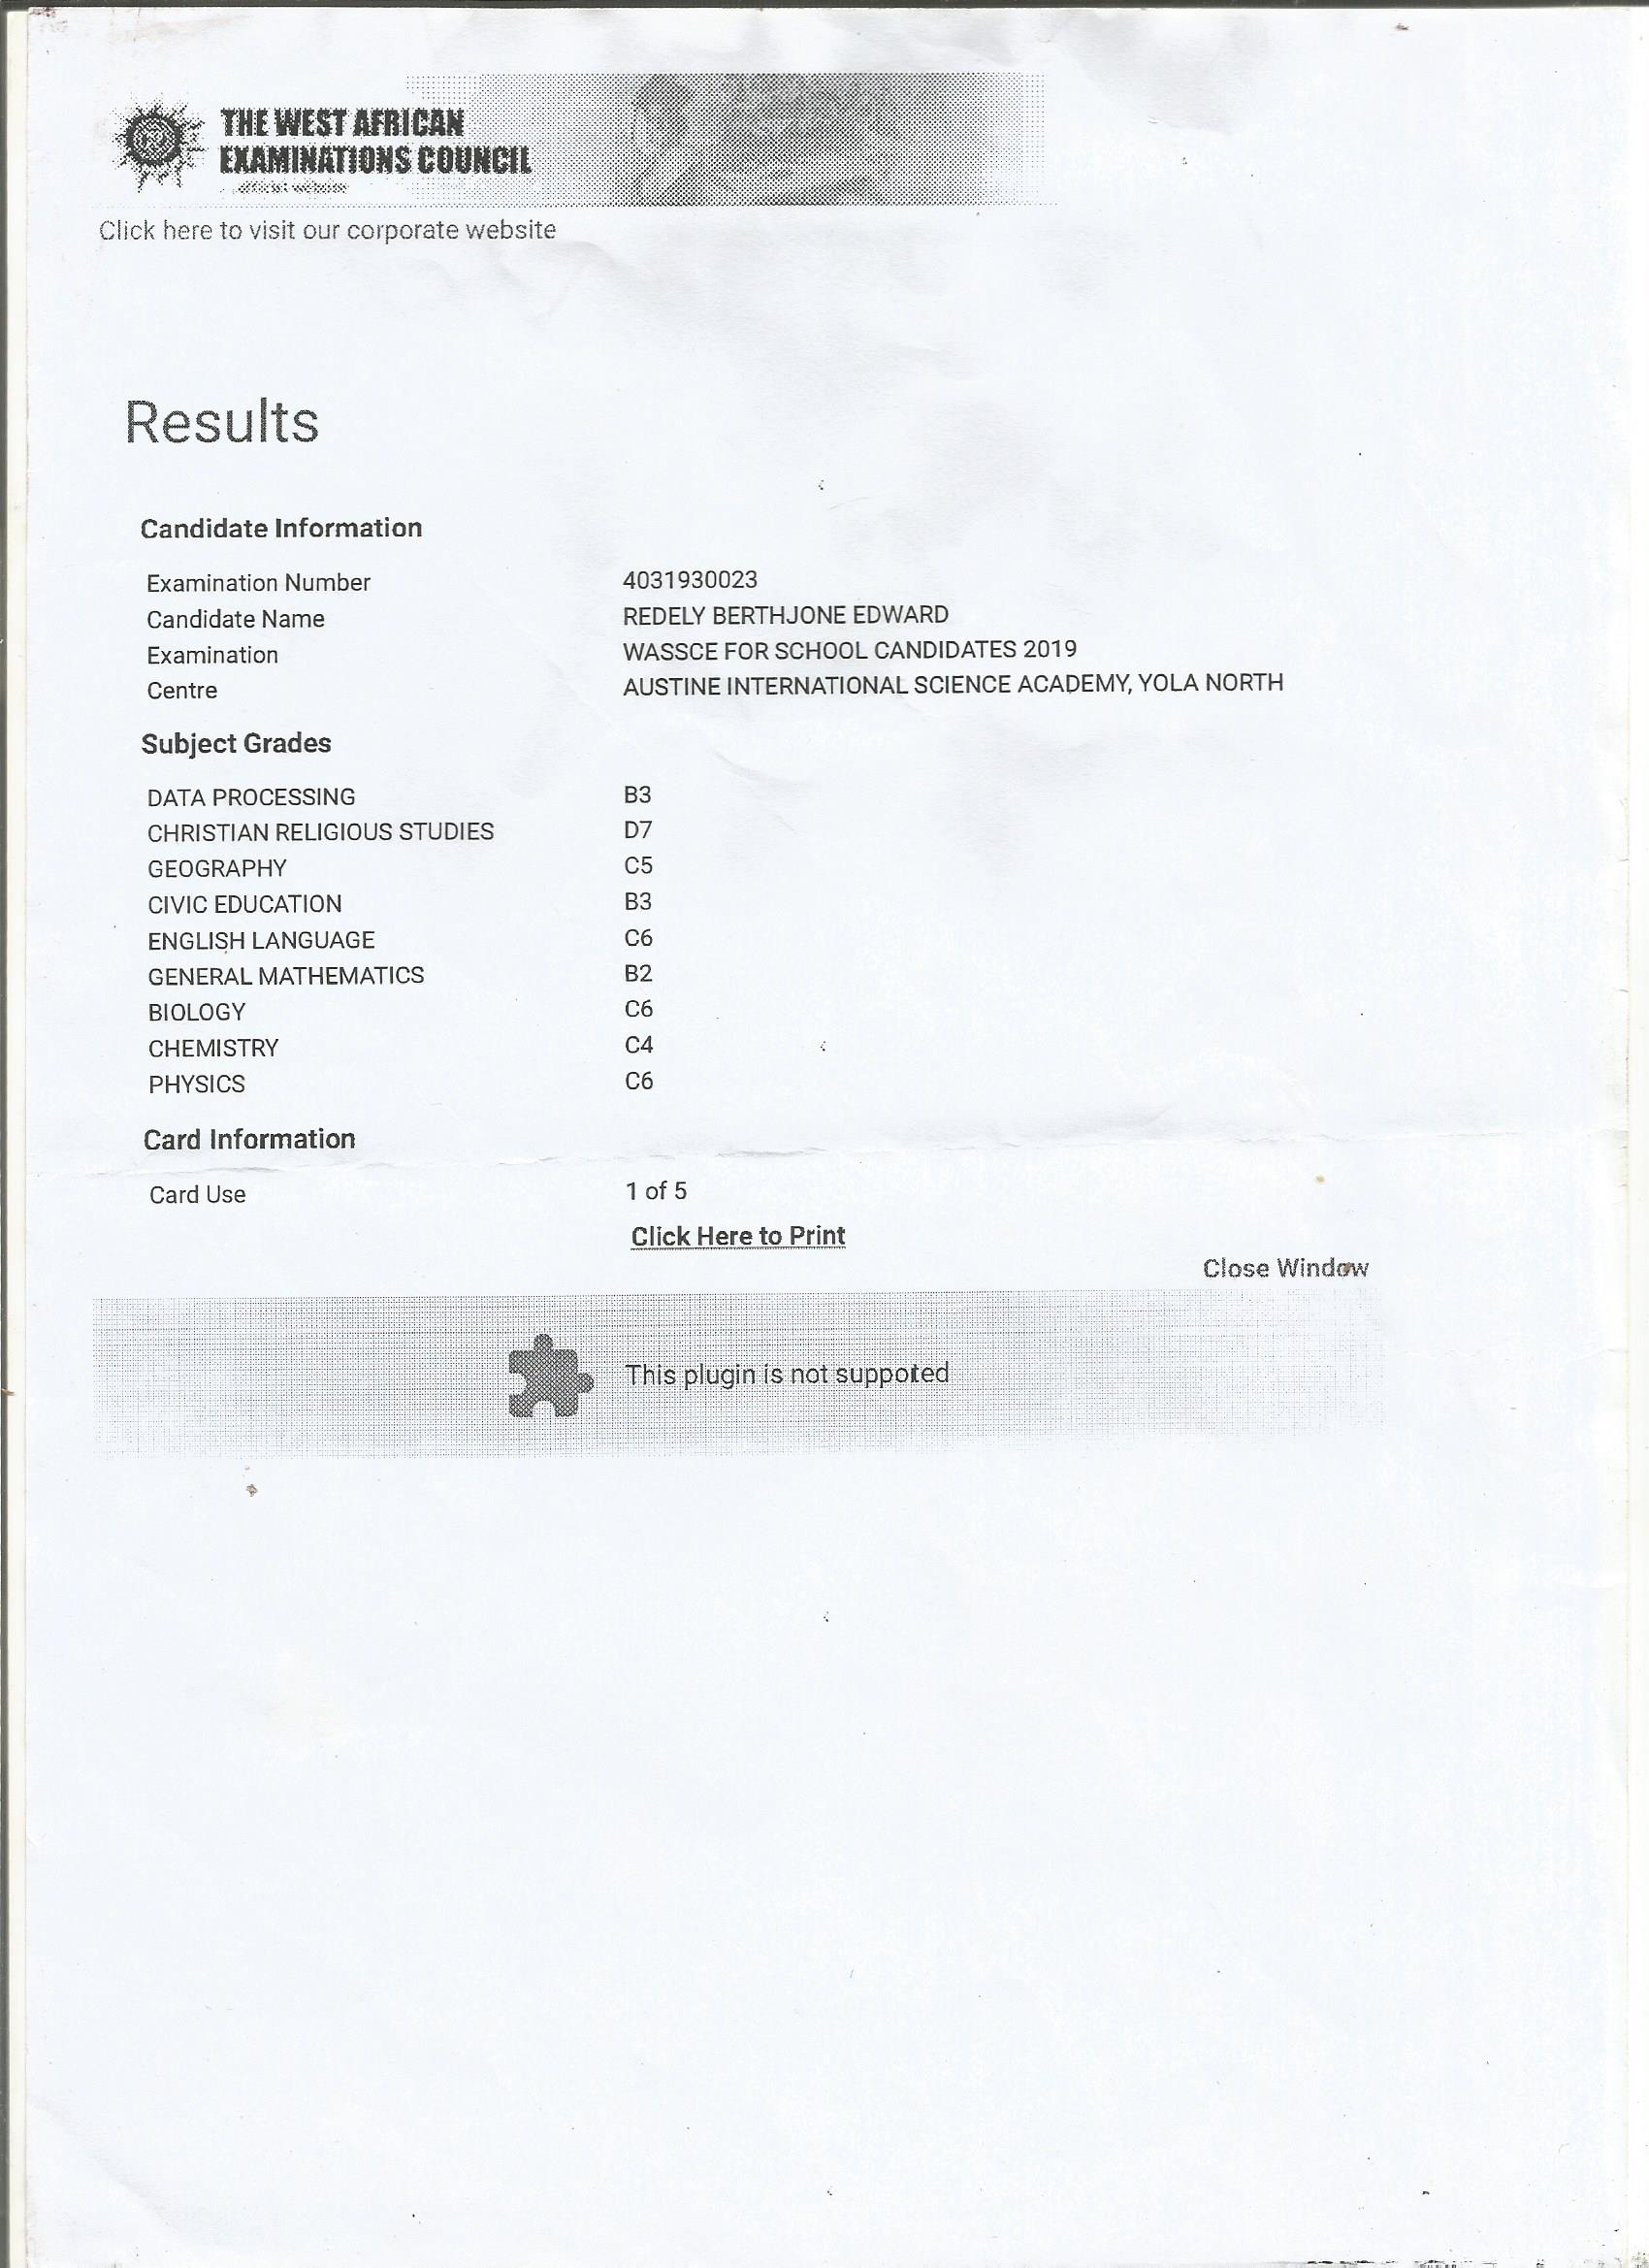 THE WEST AFRICAN
EXAMINATIONS COUNCIL
official website
Click here to visit our corporate website
Results
Candidate Information
Examination Number 4031930023
Candidate Name REDELY BERTHJONE EDWARD
Examination WASSCE FOR SCHOOL CANDIDATES 2019
Centre AUSTINE INTERNATIONAL SCIENCE ACADEMY, YOLA NORTH
Subject Grades
DATA PROCESSING B3
CHRISTIAN RELIGIOUS STUDIES D7
GEOGRAPHY C5
CIVIC EDUCATION B3
ENGLISH LANGUAGE C6
GENERAL MATHEMATICS B2
BIOLOGY C6
CHEMISTRY C4
PHYSICS C6
Card Information
Card Use 1 of 5
Click Here to Print
Close Window
This plugin is not suppoted